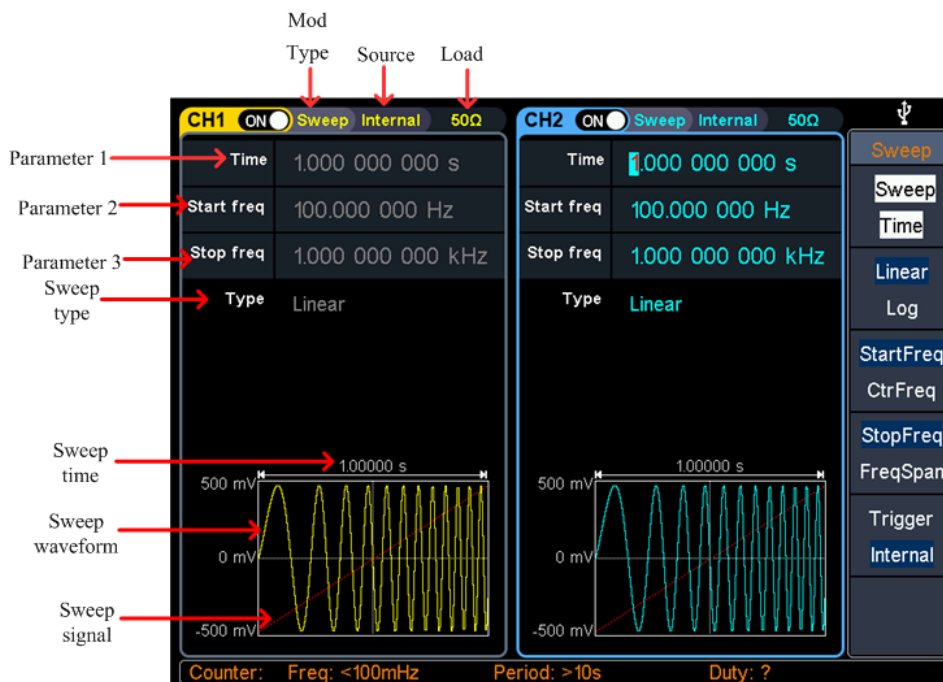 Mod
Type Source Load
CH1 ON Sweep Internal 50Ω
CH2 ON Sweep Internal 50Ω
Parameter 1
Time 1.000 000 000 s
Time 1.000 000 000 s
Parameter 2
Start freq 100.000 000 Hz
Start freq 100.000 000 Hz
Parameter 3
Stop freq 1.000 000 000 kHz
Stop freq 1.000 000 000 kHz
Sweep
type
Type Linear
Type Linear
Sweep
Sweep
Time
Linear
Log
StartFreq
CtrFreq
StopFreq
FreqSpan
Trigger
Internal
Sweep
time
1.00000 s
1.00000 s
500 mV
500 mV
Sweep
waveform
0 mV
0 mV
Sweep
signal
-500 mV
-500 mV
Counter: Freq: <100mHz Period: >10s Duty: ?